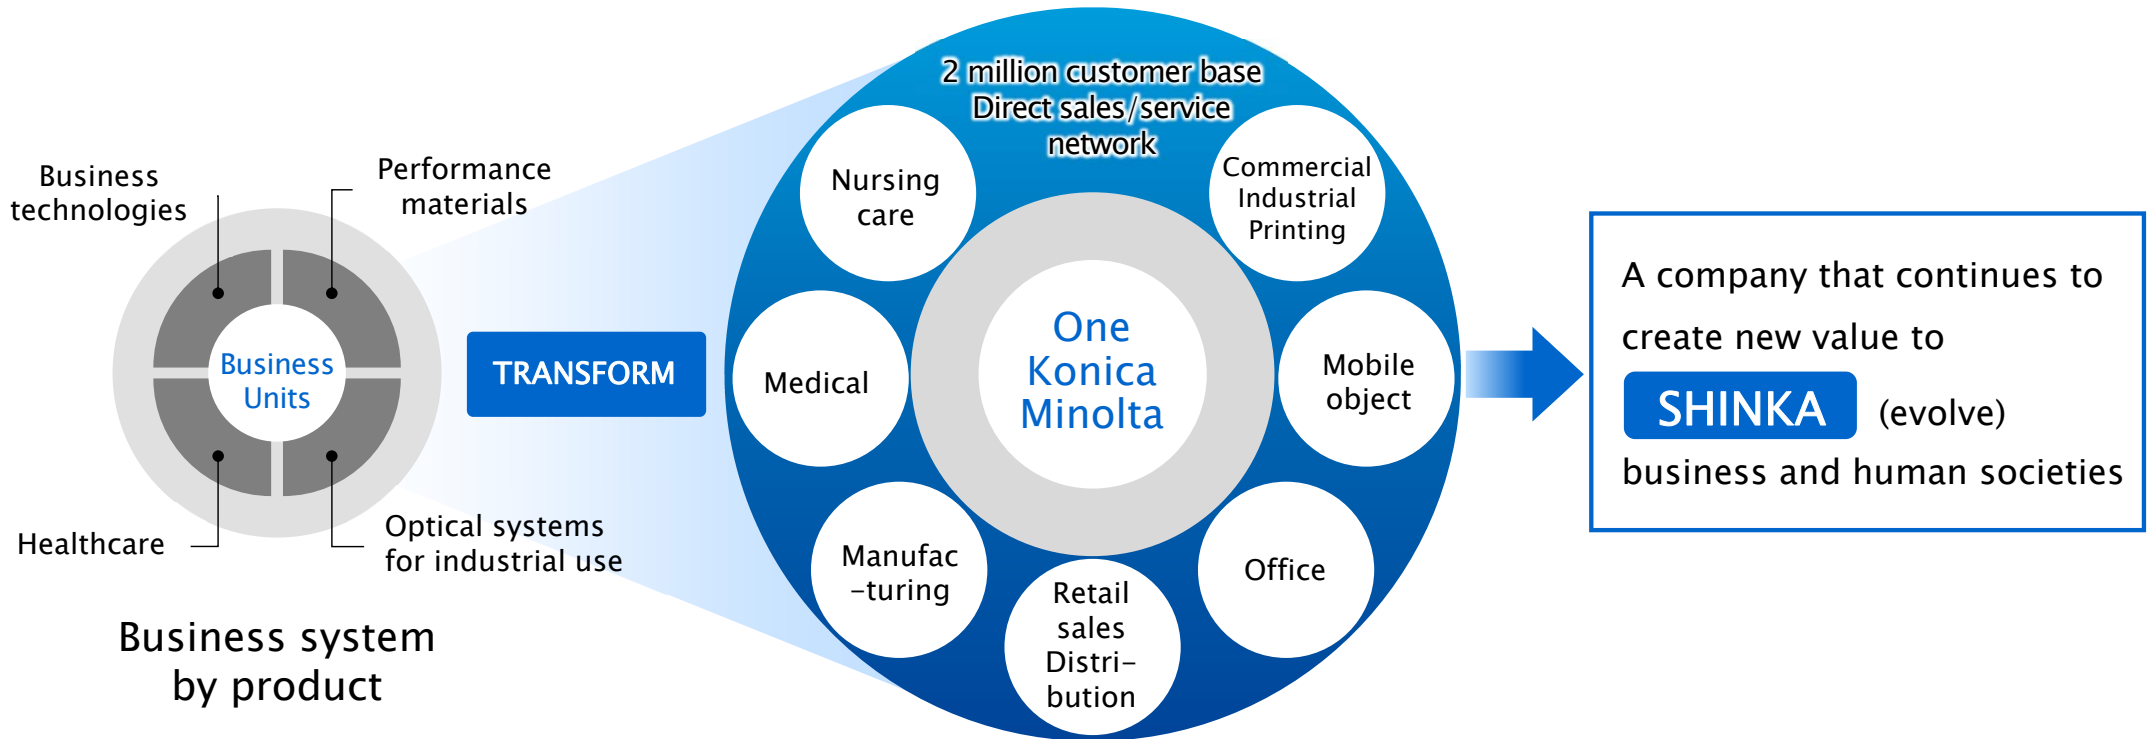 Business
technologies
Performance
materials
Business
Units
Healthcare
Optical systems
for industrial use
Business system
by product
TRANSFORM
2 million customer base
Direct sales/service
network
Nursing
care
Commercial
Industrial
Printing
Medical
One
Konica
Minolta
Mobile
object
Manufac
-turing
Retail
sales
Distri-
bution
Office
A company that continues to
create new value to
SHINKA (evolve)
business and human societies